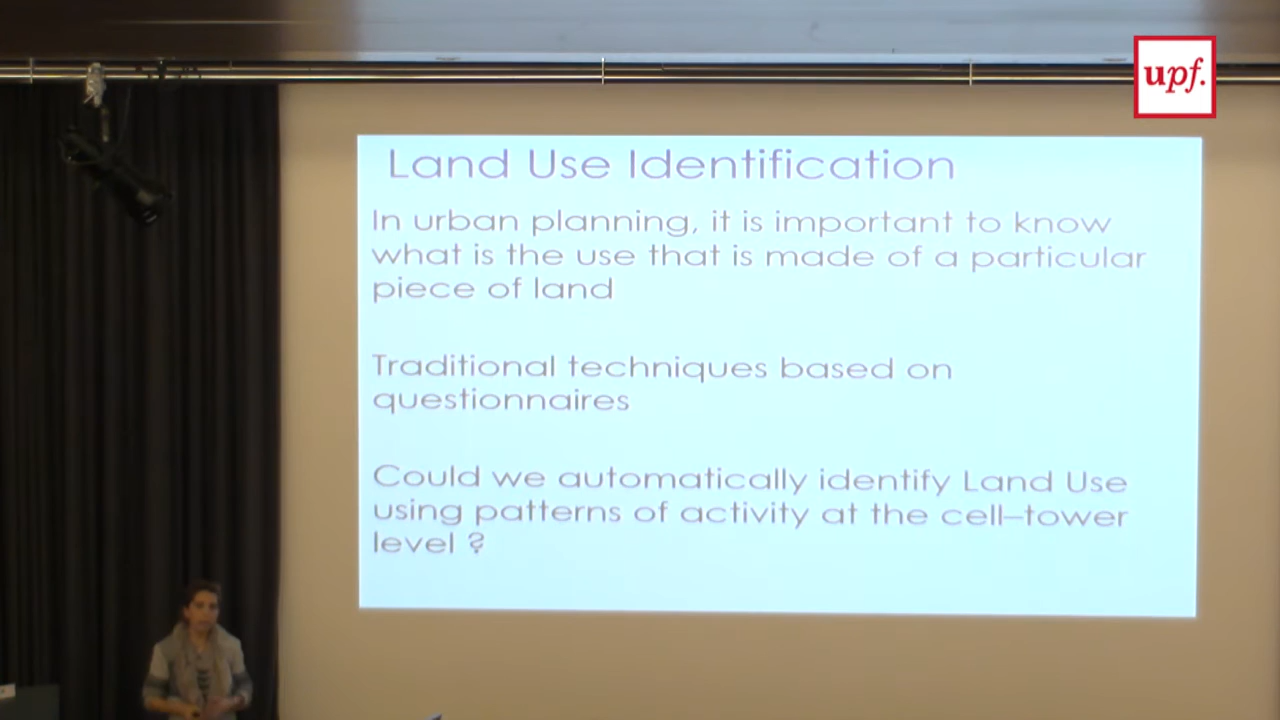 upf.
Land Use Identification
In urban planning, it is important to know
what is the use that is made of a particular
piece of land
Traditional techniques based on
questionnaires
Could we automatically identify Land Use
using patterns of activity at the cell-tower
level ?